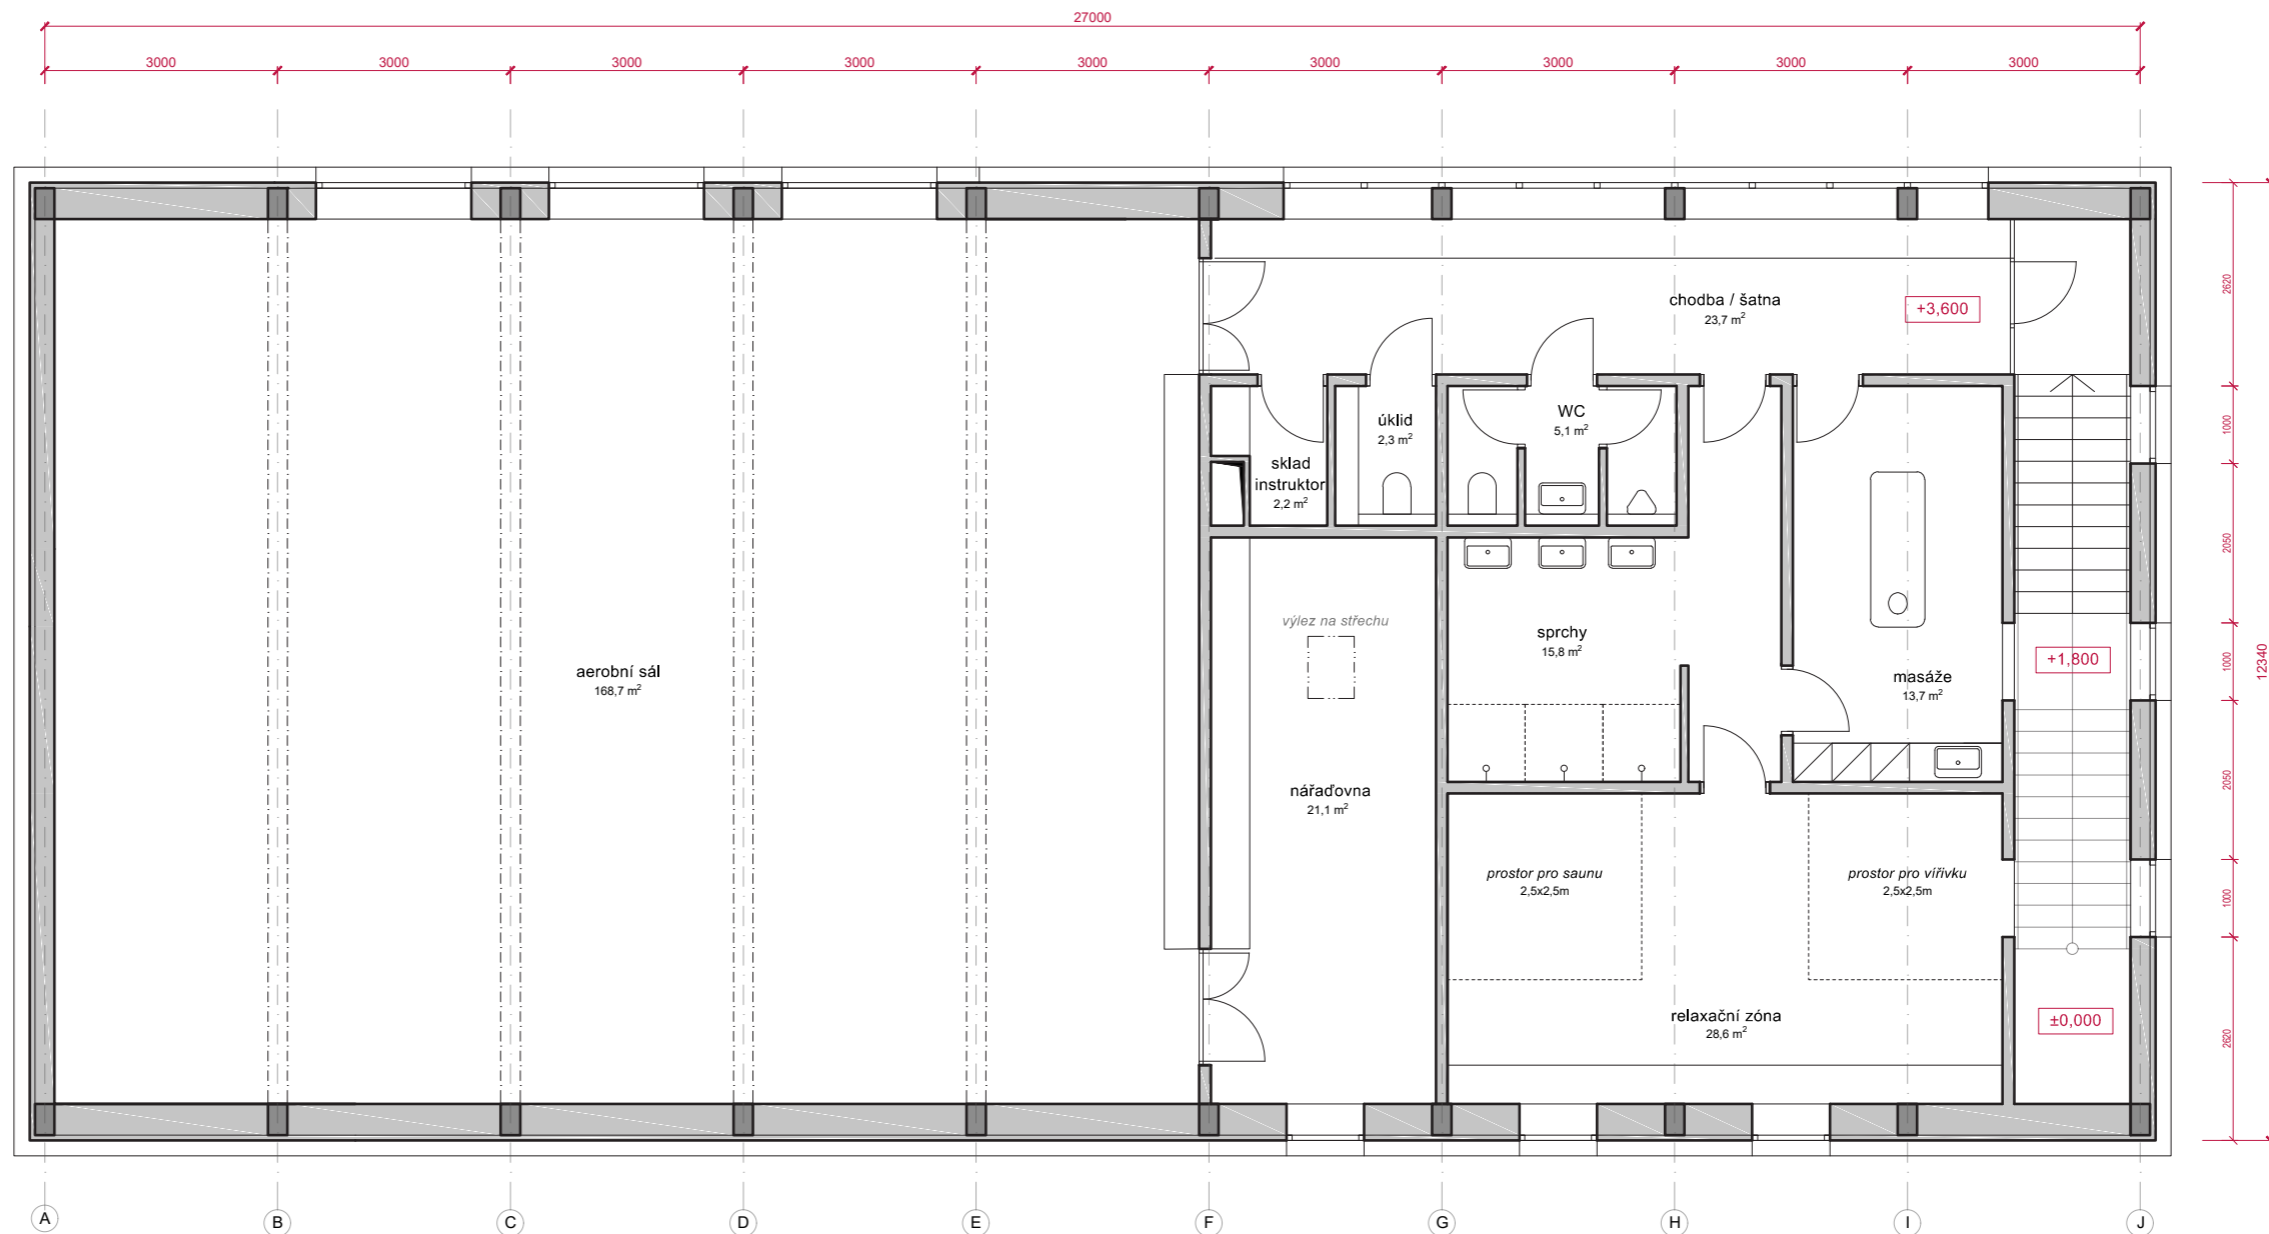 27000
3000 3000 3000 3000 3000 3000 3000 3000 3000
chodba / šatna
23,7 m²
+3,600
2620
WC
5,1 m²
úklid
2,3 m²
sklad
instruktor
2,2 m²
1000
2050
výlez na střechu
sprchy
15,8 m²
aerobní sál
168,7 m²
masáže
13,7 m²
+1,800
1000
12340
2050
nářaďovna
21,1 m²
prostor pro saunu
2,5x2,5m
prostor pro vířivku
2,5x2,5m
1000
relaxační zóna
28,6 m²
±0,000
2620
A B C D E F G H I J